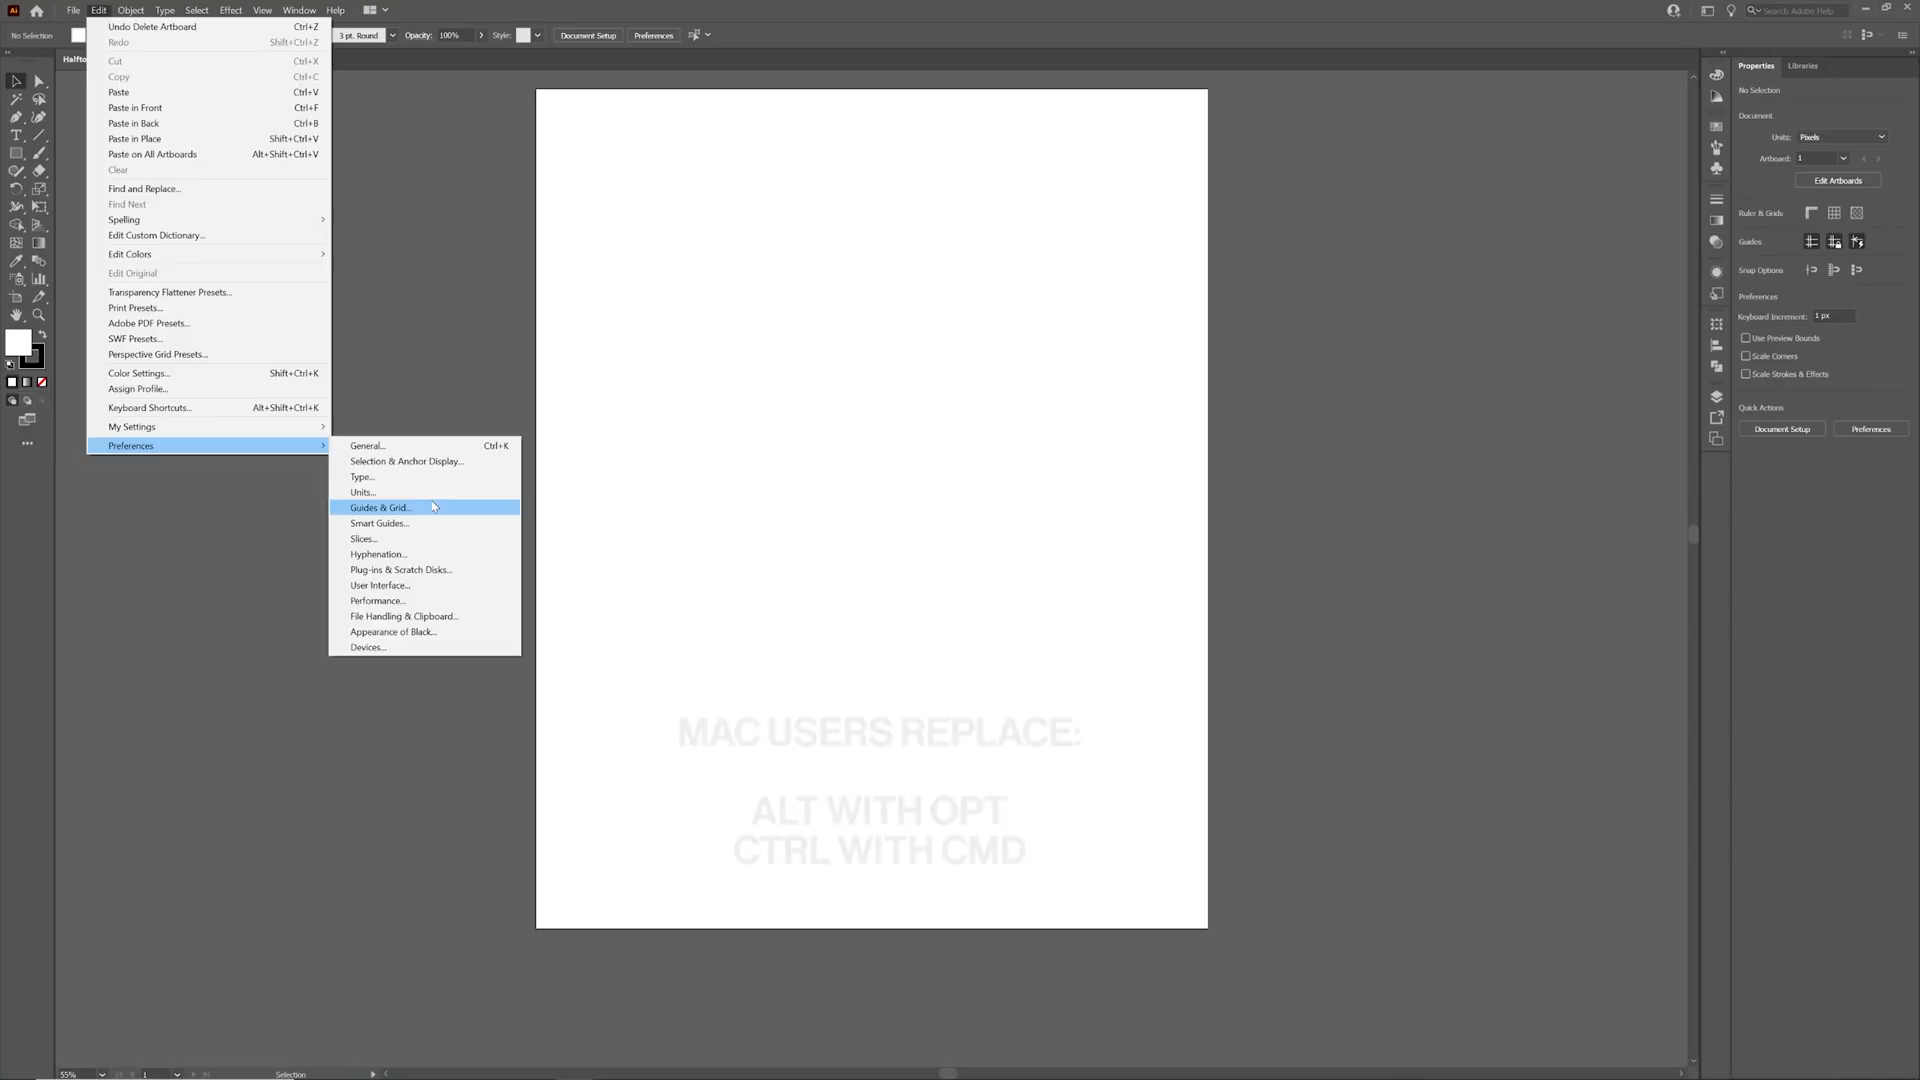 File Edit Object Type Select Effect View Window Help
Search Adobe Help
No Selection
3 pt. Round
Opacity: 100%
Style:
Document Setup
Preferences
Halfto
Undo Delete Artboard Ctrl+Z
Redo Shift+Ctrl+Z
Cut Ctrl+X
Copy Ctrl+C
Paste Ctrl+V
Paste in Front Ctrl+F
Paste in Back Ctrl+B
Paste in Place Shift+Ctrl+V
Paste on All Artboards Alt+Shift+Ctrl+V
Clear
Find and Replace...
Find Next
Spelling
Edit Custom Dictionary...
Edit Colors
Edit Original
Transparency Flattener Presets...
Print Presets...
Adobe PDF Presets...
SWF Presets...
Perspective Grid Presets...
Color Settings... Shift+Ctrl+K
Assign Profile...
Keyboard Shortcuts... Alt+Shift+Ctrl+K
My Settings
Preferences
General... Ctrl+K
Selection & Anchor Display...
Type...
Units...
Guides & Grid...
Smart Guides...
Slices...
Hyphenation...
Plug-ins & Scratch Disks...
User Interface...
Performance...
File Handling & Clipboard...
Appearance of Black...
Devices...
MAC USERS REPLACE:
ALT WITH OPT
CTRL WITH CMD
Properties Libraries
No Selection
Document
Units: Pixels
Artboard: 1
Edit Artboards
Ruler & Grids
Guides
Snap Options
Preferences
Keyboard Increment: 1 px
Use Preview Bounds
Scale Corners
Scale Strokes & Effects
Quick Actions
Document Setup Preferences
55%
1
Selection
Ai